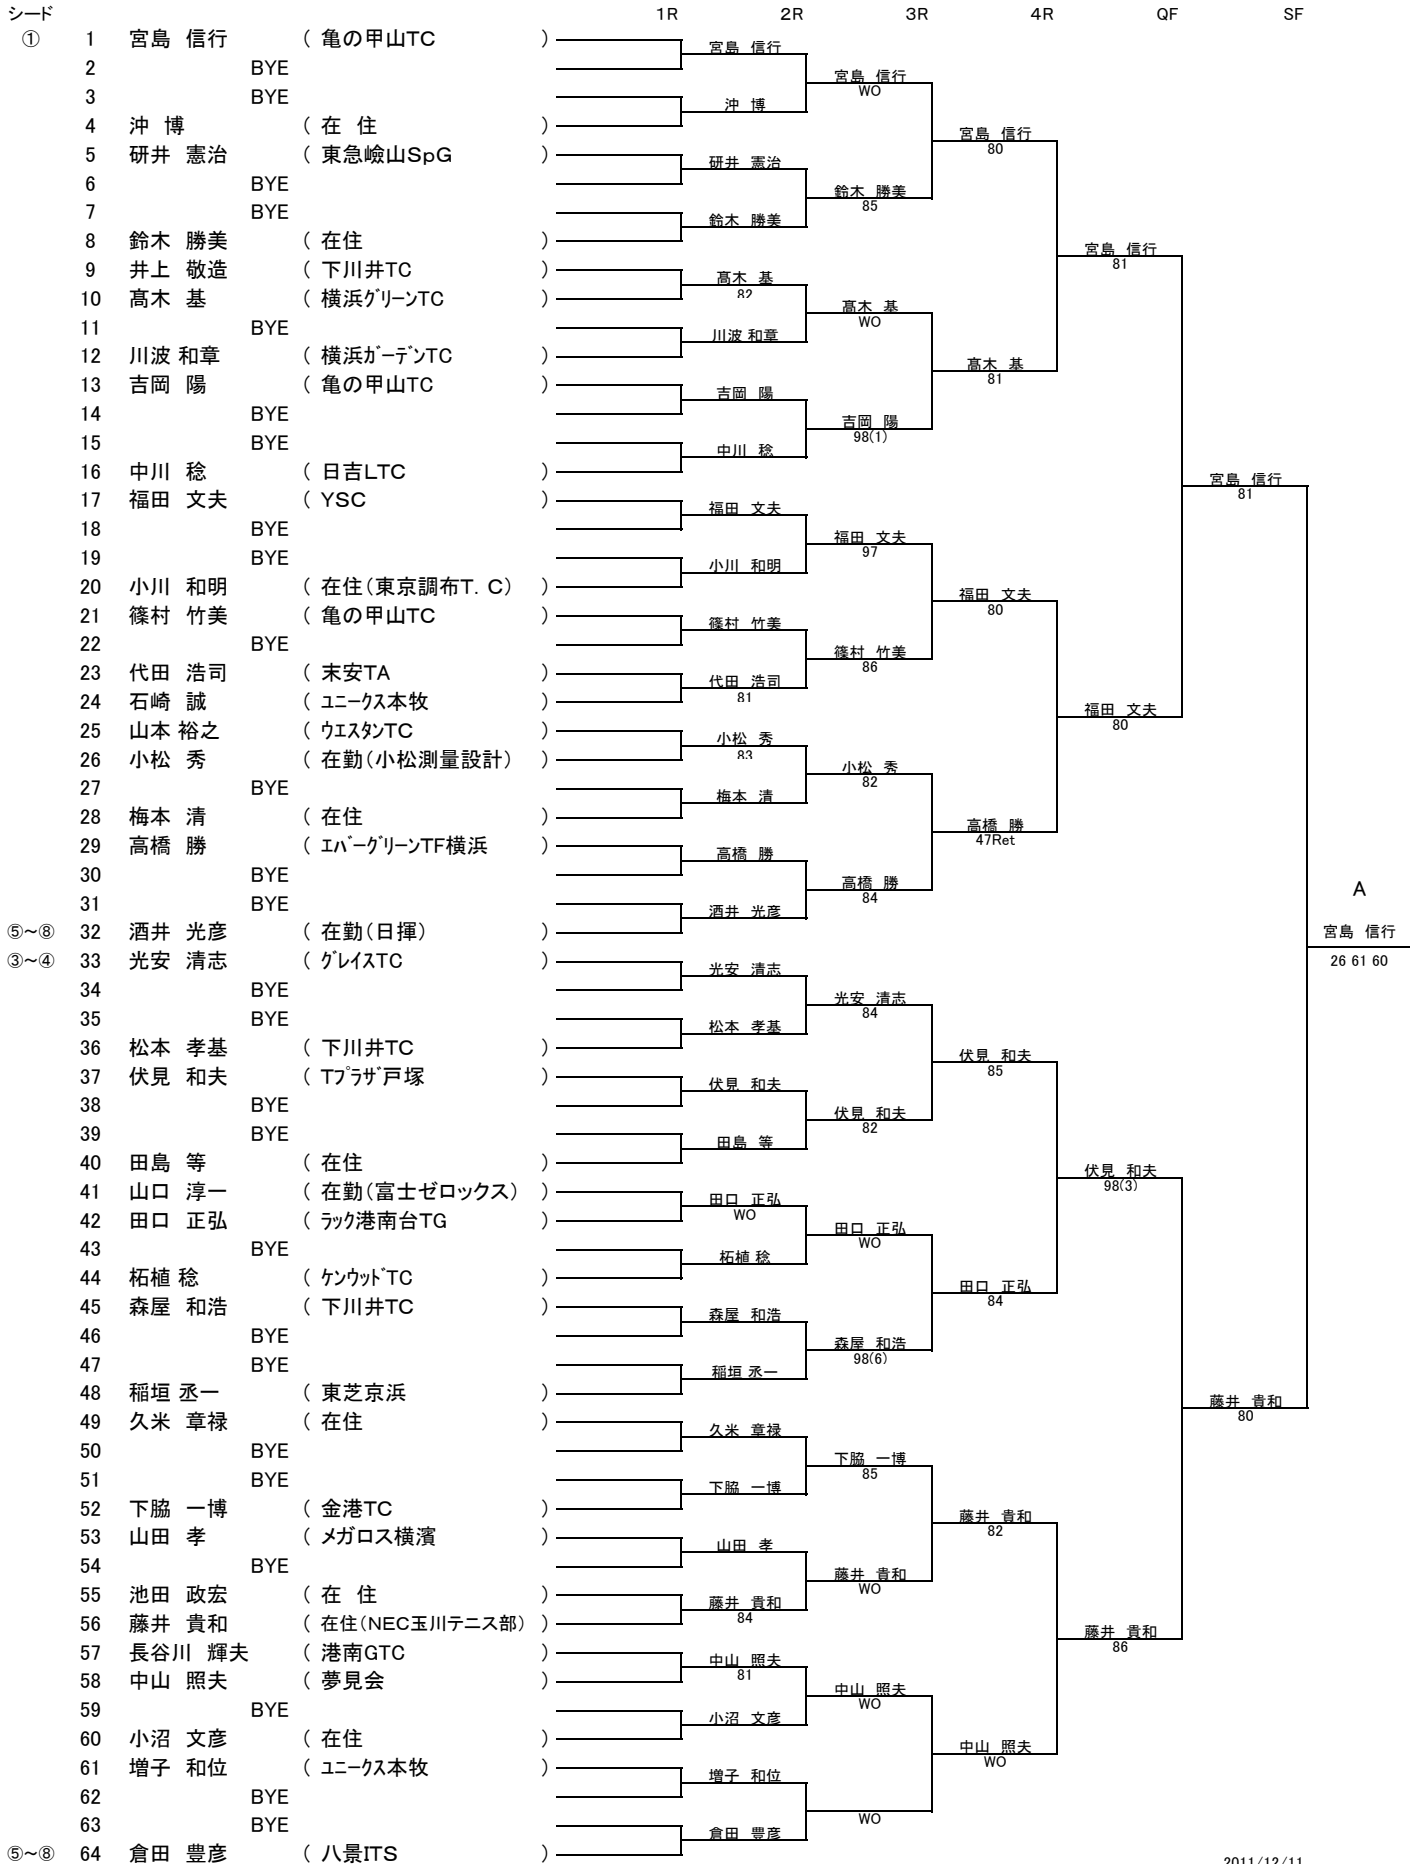 シード 1R 2R 3R 4R QF SF
① 1 宮島 信行 ( 亀の甲山TC )
宮島 信行
2 BYE
宮島 信行
WO
3 BYE
沖 博
4 沖 博 ( 在 住 )
宮島 信行
80
5 研井 憲治 ( 東急嶮山SpG )
研井 憲治
6 BYE
鈴木 勝美
85
7 BYE
鈴木 勝美
8 鈴木 勝美 ( 在住 )
宮島 信行
81
9 井上 敬造 ( 下川井TC )
髙木 基
82
10 髙木 基 ( 横浜グリーンTC )
髙木 基
WO
11 BYE
川波 和章
12 川波 和章 ( 横浜ガーデンTC )
髙木 基
81
13 吉岡 陽 ( 亀の甲山TC )
吉岡 陽
14 BYE
吉岡 陽
98(1)
15 BYE
中川 稔
16 中川 稔 ( 日吉LTC )
宮島 信行
81
17 福田 文夫 ( YSC )
福田 文夫
18 BYE
福田 文夫
97
19 BYE
小川 和明
20 小川 和明 ( 在住(東京調布T．C) )
福田 文夫
80
21 篠村 竹美 ( 亀の甲山TC )
篠村 竹美
22 BYE
篠村 竹美
86
23 代田 浩司 ( 末安TA )
代田 浩司
81
24 石崎 誠 ( ユニークス本牧 )
福田 文夫
80
25 山本 裕之 ( ウエスタンTC )
小松 秀
83
26 小松 秀 ( 在勤(小松測量設計) )
小松 秀
82
27 BYE
梅本 清
28 梅本 清 ( 在住 )
高橋 勝
47Ret
29 高橋 勝 ( エバーグリーンTF横浜 )
高橋 勝
30 BYE
高橋 勝
84
A
31 BYE
酒井 光彦
⑤～⑧ 32 酒井 光彦 ( 在勤(日揮) )
宮島 信行
26 61 60
③～④ 33 光安 清志 ( グレイスTC )
光安 清志
34 BYE
光安 清志
84
35 BYE
松本 孝基
36 松本 孝基 ( 下川井TC )
伏見 和夫
85
37 伏見 和夫 ( Tプラザ戸塚 )
伏見 和夫
38 BYE
伏見 和夫
82
39 BYE
田島 等
40 田島 等 ( 在住 )
伏見 和夫
98(3)
41 山口 淳一 ( 在勤(富士ゼロックス) )
田口 正弘
WO
42 田口 正弘 ( ラック港南台TG )
田口 正弘
WO
43 BYE
柘植 稔
44 柘植 稔 ( ケンウッドTC )
田口 正弘
84
45 森屋 和浩 ( 下川井TC )
森屋 和浩
46 BYE
森屋 和浩
98(6)
47 BYE
稲垣 丞一
48 稲垣 丞一 ( 東芝京浜 )
藤井 貴和
80
49 久米 章禄 ( 在住 )
久米 章禄
50 BYE
下脇 一博
85
51 BYE
下脇 一博
52 下脇 一博 ( 金港TC )
藤井 貴和
82
53 山田 孝 ( メガロス横濱 )
山田 孝
54 BYE
藤井 貴和
WO
55 池田 政宏 ( 在 住 )
藤井 貴和
84
56 藤井 貴和 ( 在住(NEC玉川テニス部) )
藤井 貴和
86
57 長谷川 輝夫 ( 港南GTC )
中山 照夫
81
58 中山 照夫 ( 夢見会 )
中山 照夫
WO
59 BYE
小沼 文彦
60 小沼 文彦 ( 在住 )
中山 照夫
WO
61 増子 和位 ( ユニークス本牧 )
増子 和位
62 BYE
WO
63 BYE
倉田 豊彦
⑤～⑧ 64 倉田 豊彦 ( 八景ITS )
2011/12/11